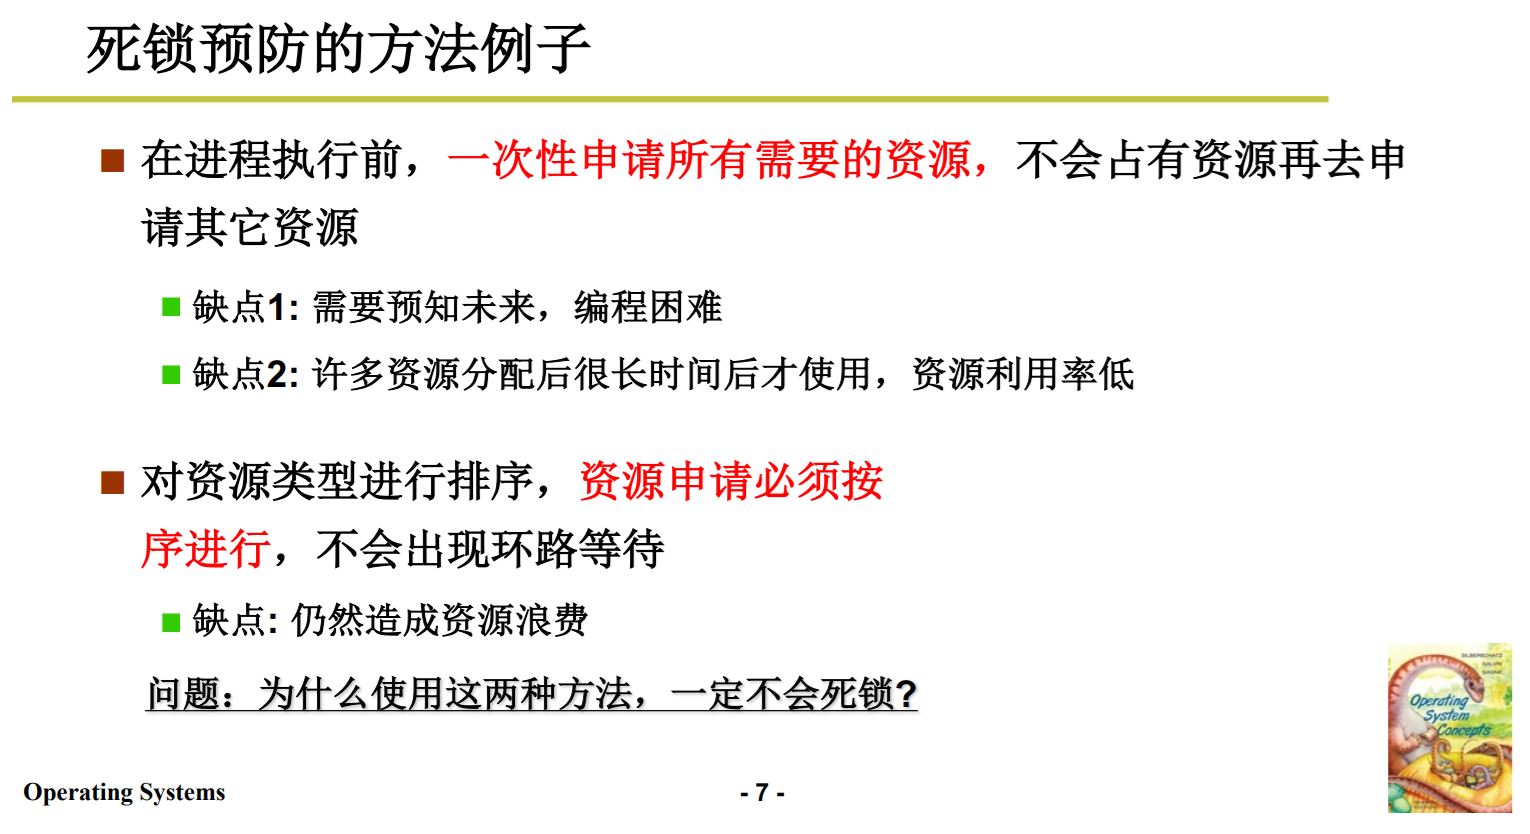 死锁预防的方法例子
在进程执行前，一次性申请所有需要的资源，不会占有资源再去申
请其它资源
缺点1: 需要预知未来，编程困难
缺点2: 许多资源分配后很长时间后才使用，资源利用率低
对资源类型进行排序，资源申请必须按
序进行，不会出现环路等待
缺点: 仍然造成资源浪费
问题：为什么使用这两种方法，一定不会死锁?
SILBERSCHATZ
GALVIN
GAGNE
Operating
System
Concepts
Operating Systems
- 7 -